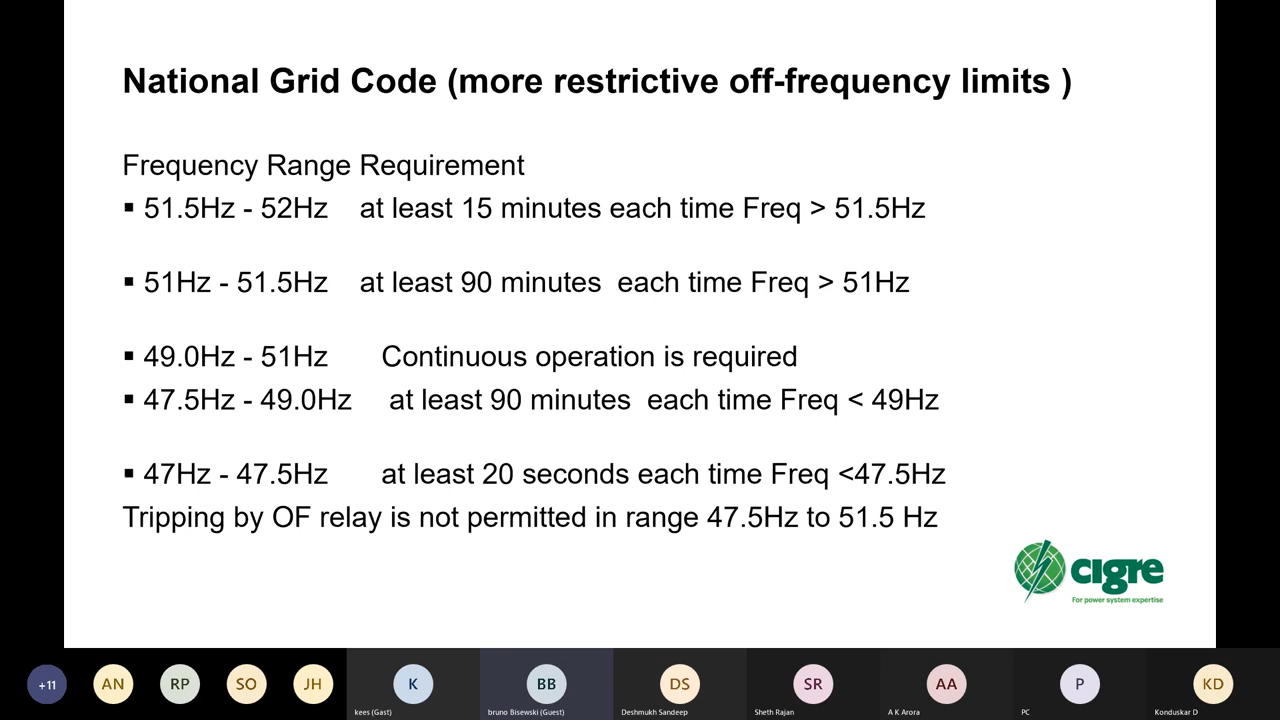 National Grid Code (more restrictive off-frequency limits )
Frequency Range Requirement
▪ 51.5Hz - 52Hz at least 15 minutes each time Freq > 51.5Hz
▪ 51Hz - 51.5Hz at least 90 minutes each time Freq > 51Hz
▪ 49.0Hz - 51Hz Continuous operation is required
▪ 47.5Hz - 49.0Hz at least 90 minutes each time Freq < 49Hz
▪ 47Hz - 47.5Hz at least 20 seconds each time Freq <47.5Hz
Tripping by OF relay is not permitted in range 47.5Hz to 51.5 Hz
cigre
For power system expertise
+11 AN RP SO JH K BB DS SR AA P KD
kees (Gast) bruno Bisewski (Guest) Deshmukh Sandeep Sheth Rajan A K Arora PC Konduskar D